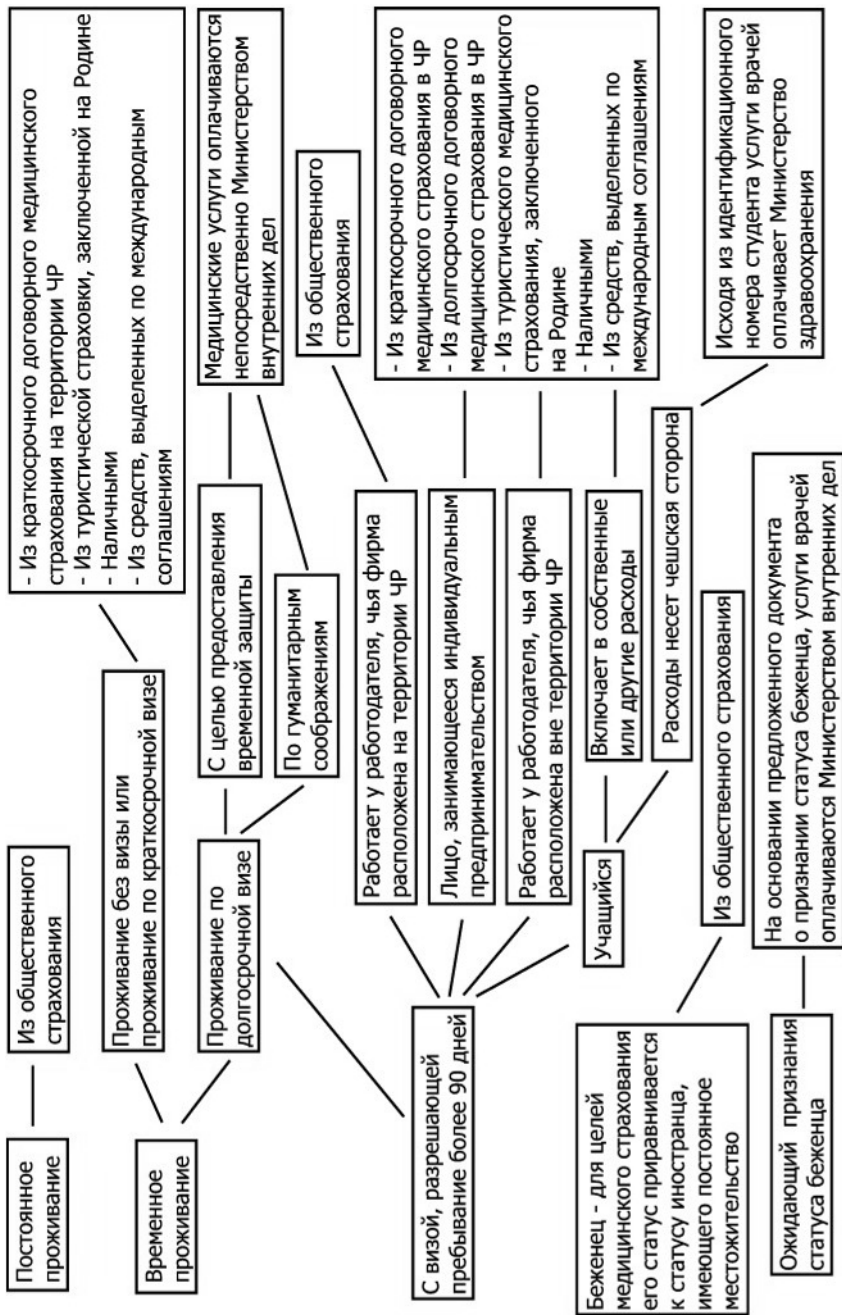 Постоянное
проживание
Из общественного
страхования
Временное
проживание
Проживание без визы или
проживание по краткосрочной визе
- Из краткосрочного договорного медицинского
страхования на территории ЧР
- Из туристической страховки, заключенной на Родине
- Наличными
- Из средств, выделенных по международным
соглашениям
Проживание по
долгосрочной визе
С целью предоставления
временной защиты
По гуманитарным
соображениям
Медицинские услуги оплачиваются
непосредственно Министерством
внутренних дел
С визой, разрешающей
пребывание более 90 дней
Работает у работодателя, чья фирма
расположена на территории ЧР
Из общественного
страхования
Лицо, занимающееся индивидуальным
предпринимательством
Работает у работодателя, чья фирма
расположена вне территории ЧР
Учащийся
Включает в собственные
или другие расходы
- Из краткосрочного договорного
медицинского страхования в ЧР
- Из долгосрочного договорного
медицинского страхования в ЧР
- Из туристического медицинского
страхования, заключенного
на Родине
- Наличными
- Из средств, выделенных по
международным соглашениям
Расходы несет чешская сторона
Исходя из идентификационного
номера студента услуги врачей
оплачивает Министерство
здравоохранения
Беженец - для целей
медицинского страхования
его статус приравнивается
к статусу иностранца,
имеющего постоянное
местожительство
Из общественного страхования
Ожидающий признания
статуса беженца
На основании предложенного документа
о признании статуса беженца, услуги врачей
оплачиваются Министерством внутренних дел